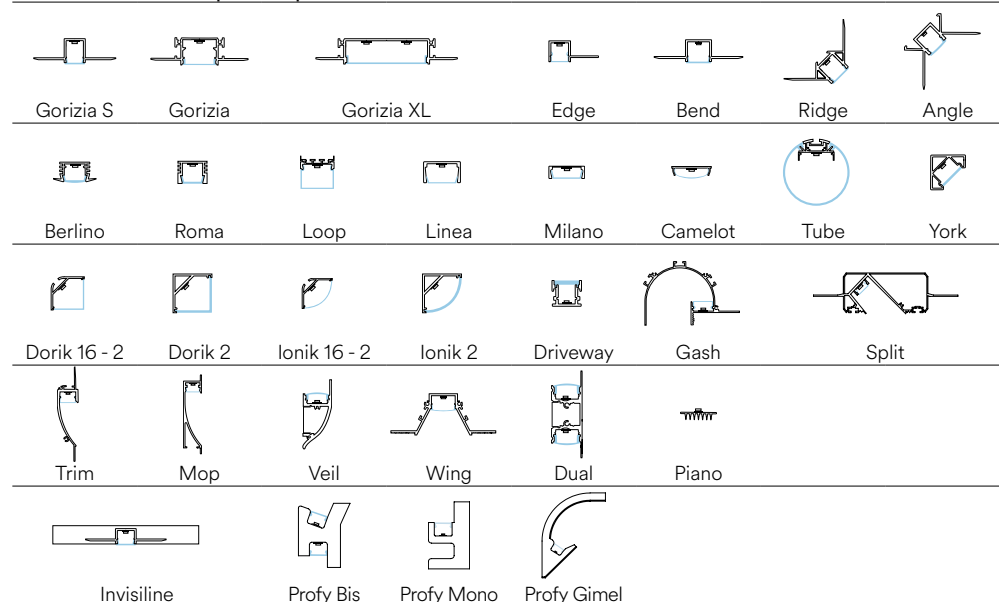 Gorizia S Gorizia Gorizia XL Edge Bend Ridge Angle
Berlino Roma Loop Linea Milano Camelot Tube York
Dorik 16 - 2 Dorik 2 Ionik 16 - 2 Ionik 2 Driveway Gash Split
Trim Mop Veil Wing Dual Piano
Invisiline Profy Bis Profy Mono Profy Gimel